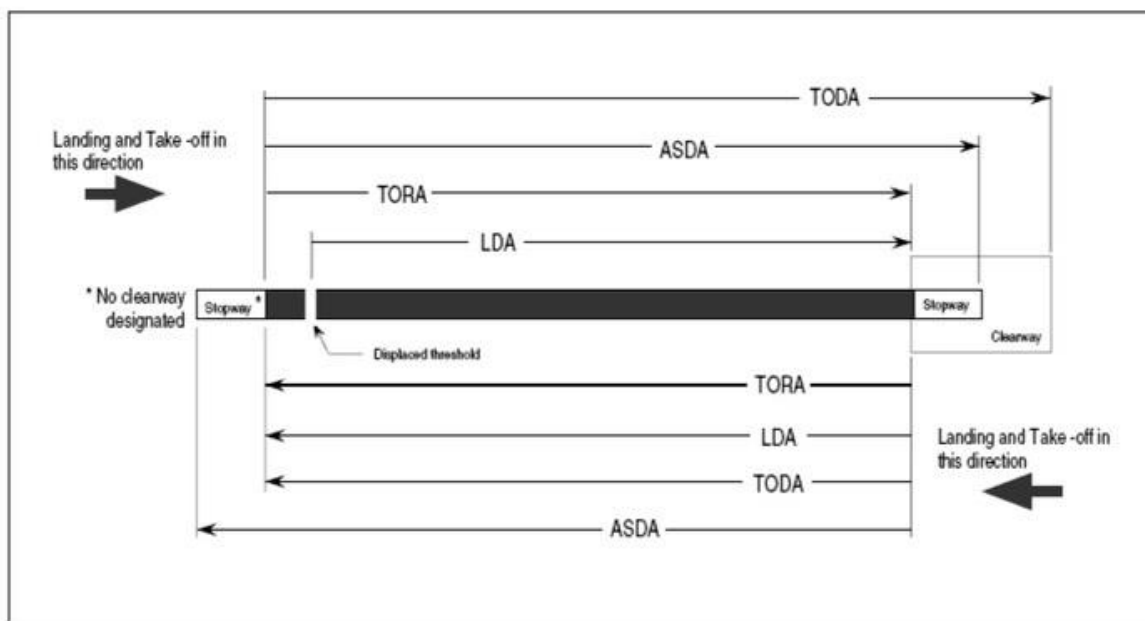 TODA
Landing and Take -off in
this direction
ASDA
TORA
LDA
* No clearway
designated
Stopway *
Stopway
Clearway
Displaced threshold
TORA
LDA
Landing and Take -off in
this direction
TODA
ASDA